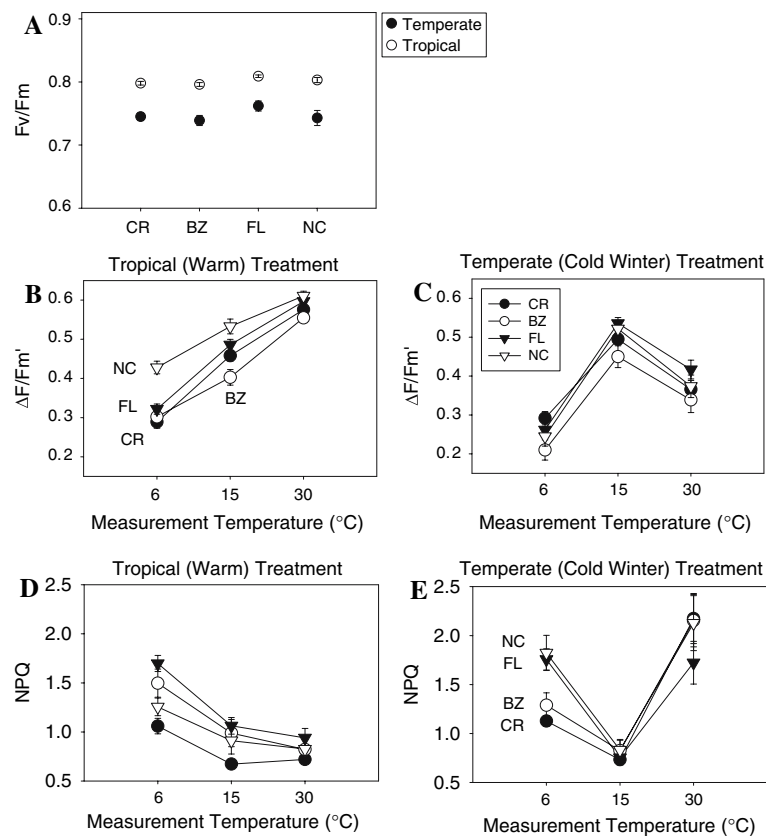 A
Temperate
Tropical
0.9
0.8
0.7
0.6
Fv/Fm
CR BZ FL NC
Tropical (Warm) Treatment
B
0.6
0.5
0.4
0.3
0.2
ΔF/Fm'
NC
FL
CR
BZ
6 15 30
Measurement Temperature (°C)
Temperate (Cold Winter) Treatment
C
CR
BZ
FL
NC
0.6
0.5
0.4
0.3
0.2
ΔF/Fm'
6 15 30
Measurement Temperature (°C)
Tropical (Warm) Treatment
D
2.5
2.0
1.5
1.0
0.5
NPQ
6 15 30
Measurement Temperature (°C)
Temperate (Cold Winter) Treatment
E
2.5
2.0
1.5
1.0
0.5
NPQ
NC
FL
BZ
CR
6 15 30
Measurement Temperature (°C)